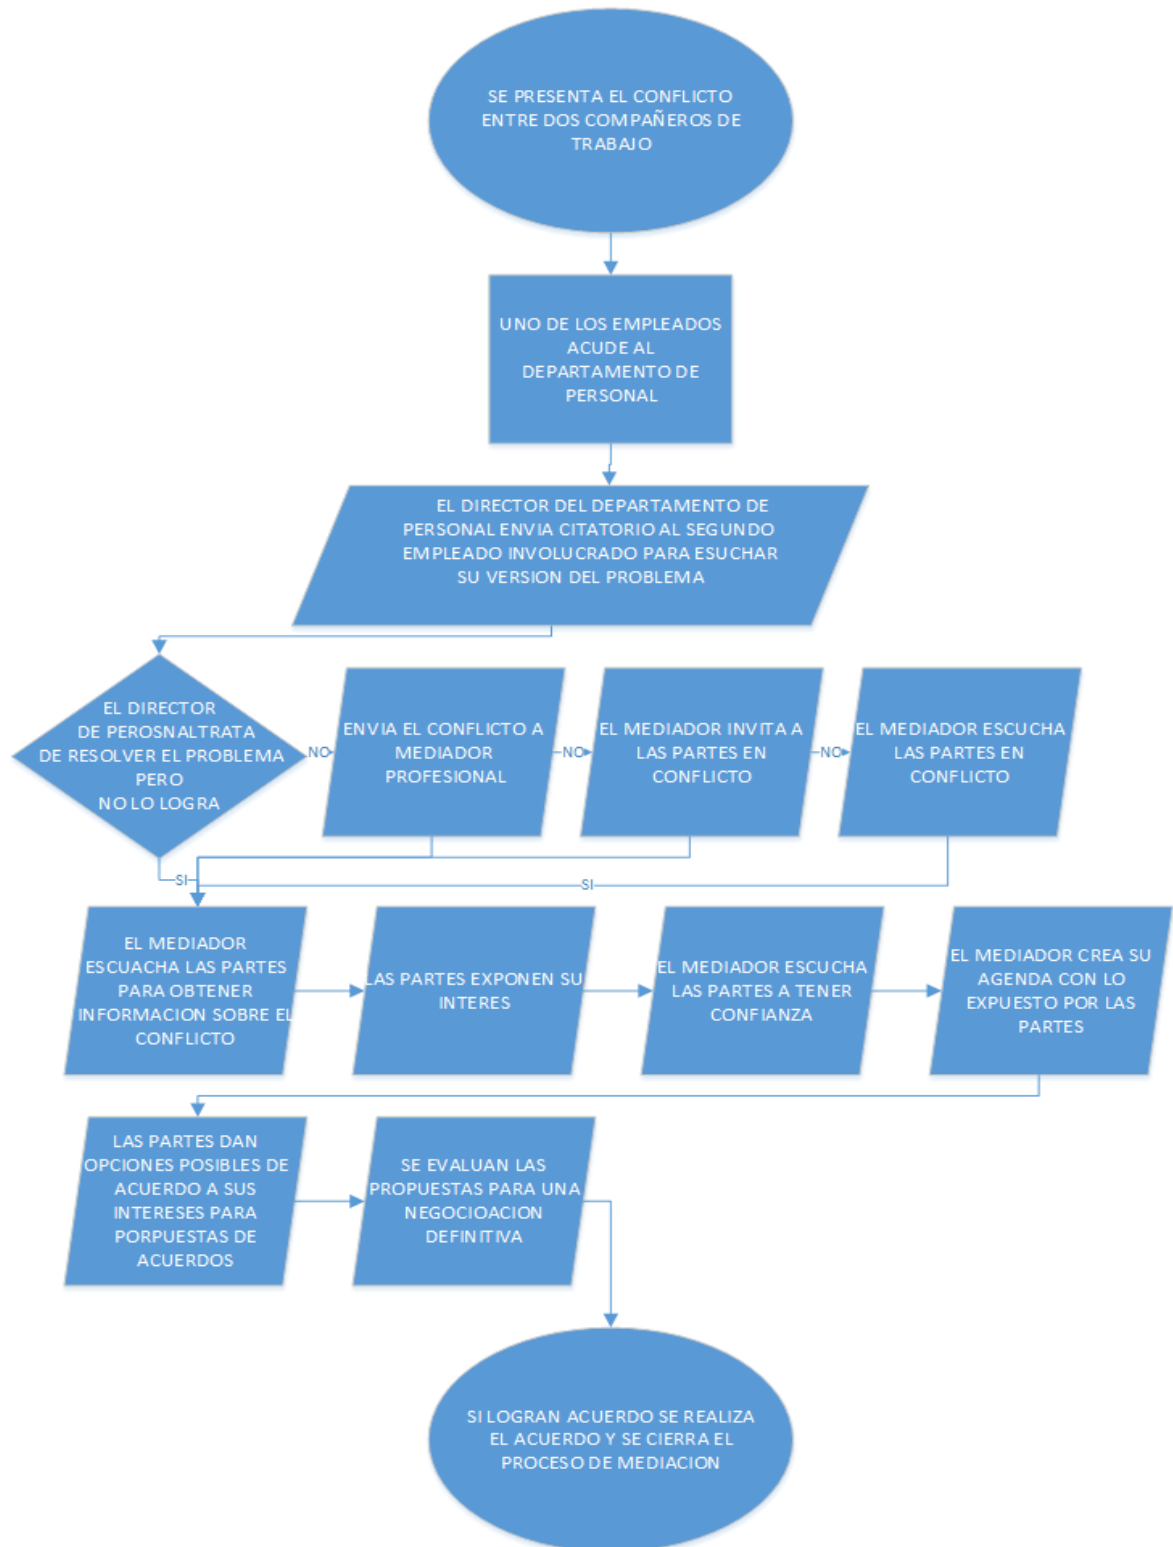 SE PRESENTA EL CONFLICTO
ENTRE DOS COMPAÑEROS DE
TRABAJO
UNO DE LOS EMPLEADOS
ACUDE AL
DEPARTAMENTO DE
PERSONAL
EL DIRECTOR DEL DEPARTAMENTO DE
PERSONAL ENVIA CITATORIO AL SEGUNDO
EMPLEADO INVOLUCRADO PARA ESUCHAR
SU VERSION DEL PROBLEMA
EL DIRECTOR
DE PEROSNALTRATA
DE RESOLVER EL PROBLEMA
PERO
NO LO LOGRA
NO
ENVIA EL CONFLICTO A
MEDIADOR
PROFESIONAL
NO
EL MEDIADOR INVITA A
LAS PARTES EN
CONFLICTO
NO
EL MEDIADOR ESCUCHA
LAS PARTES EN
CONFLICTO
SI
SI
EL MEDIADOR
ESCUACHA LAS PARTES
PARA OBTENER
INFORMACION SOBRE EL
CONFLICTO
LAS PARTES EXPONEN SU
INTERES
EL MEDIADOR ESCUCHA
LAS PARTES A TENER
CONFIANZA
EL MEDIADOR CREA SU
AGENDA CON LO
EXPUESTO POR LAS
PARTES
LAS PARTES DAN
OPCIONES POSIBLES DE
ACUERDO A SUS
INTERESES PARA
PORPUESTAS DE
ACUERDOS
SE EVALUAN LAS
PROPUESTAS PARA UNA
NEGOCIOACION
DEFINITIVA
SI LOGRAN ACUERDO SE REALIZA
EL ACUERDO Y SE CIERRA EL
PROCESO DE MEDIACION